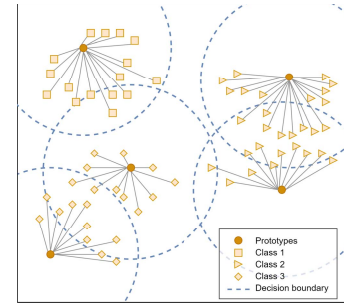 Prototypes
Class 1
Class 2
Class 3
Decision boundary